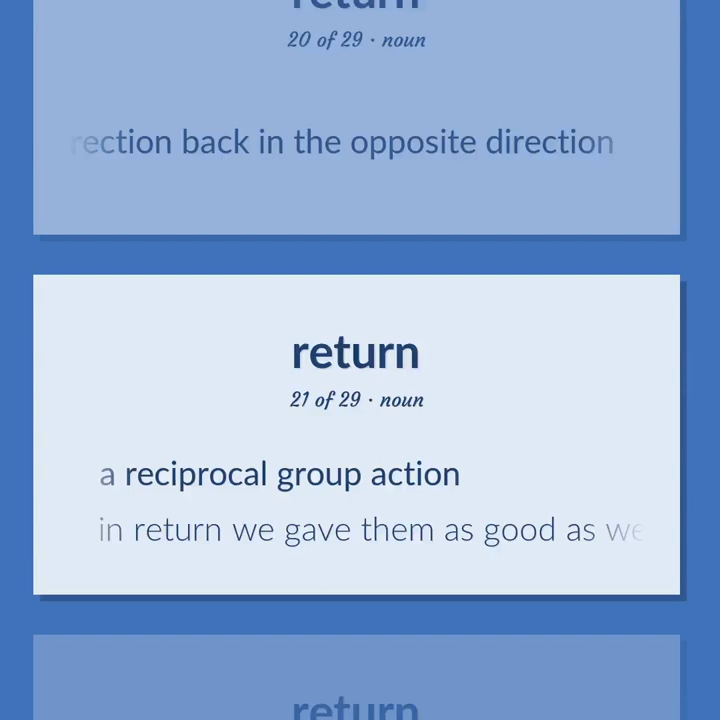 return
20 of 29 · noun
rection back in the opposite direction
return
21 of 29 · noun
a reciprocal group action
in return we gave them as good as we
return